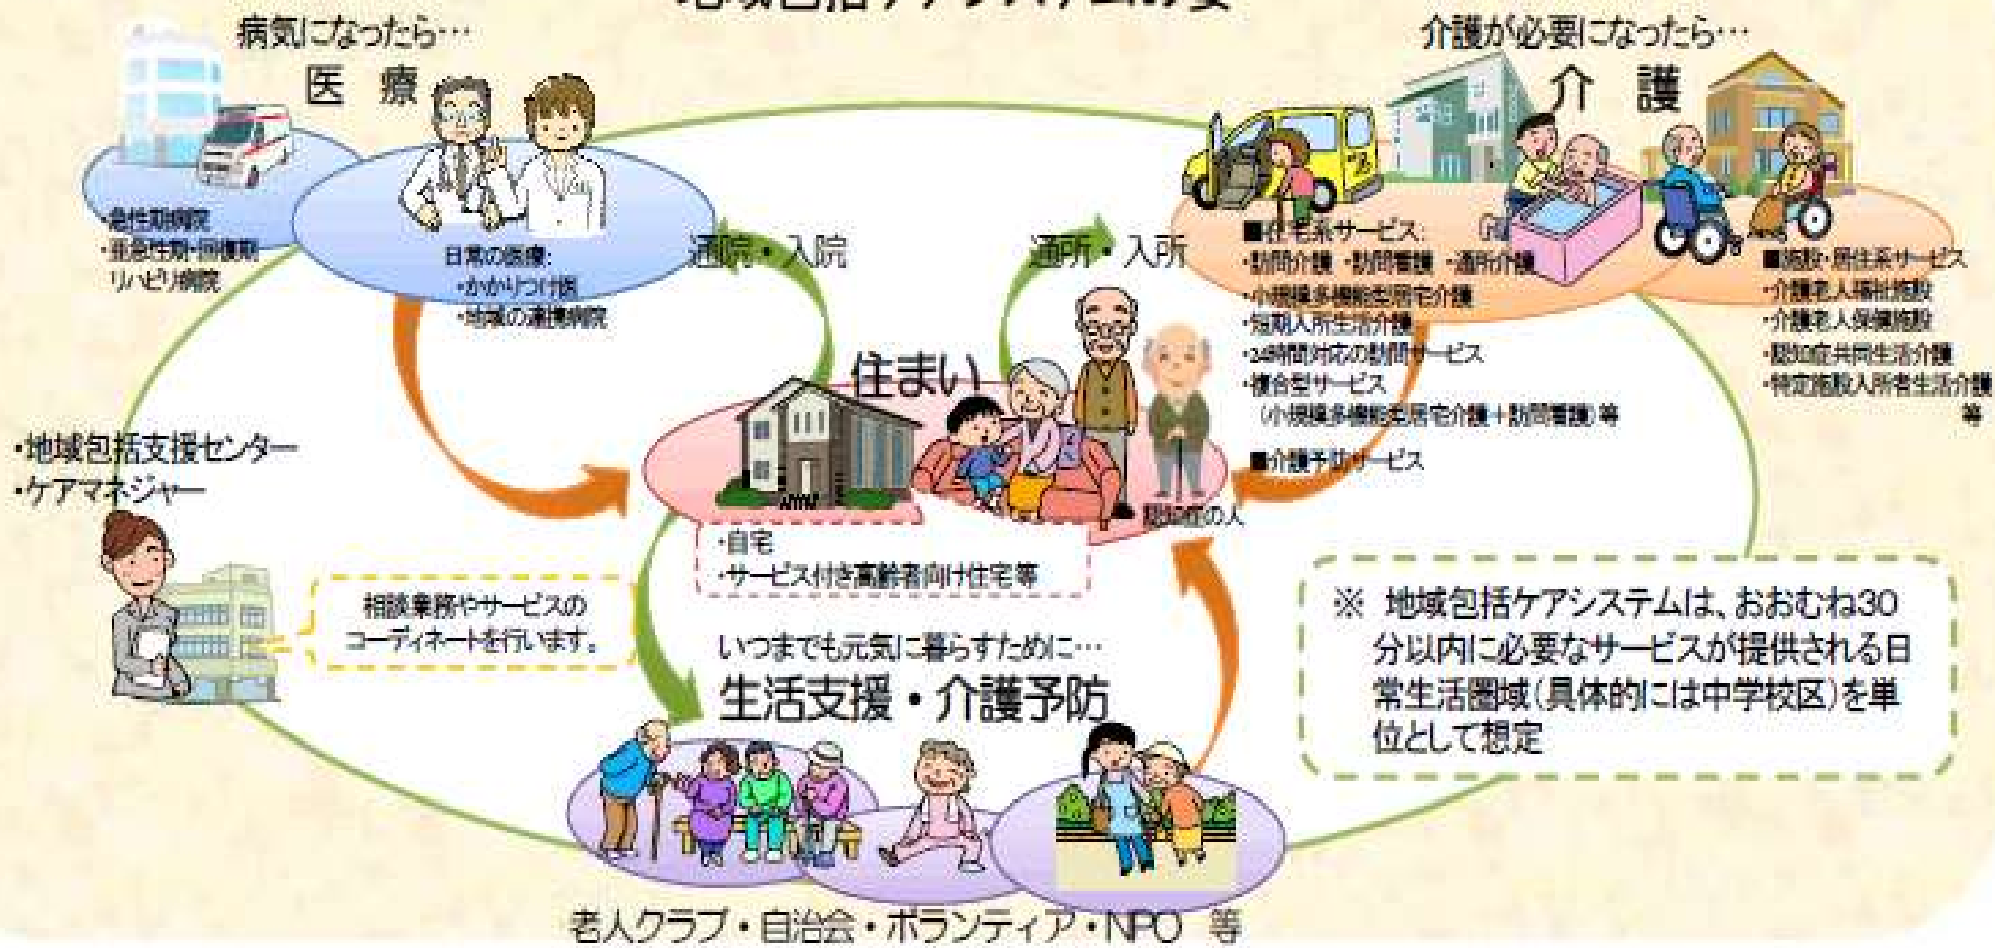 地域包括ケアシステムの姿
病気になったら…
医 療
介護が必要になったら…
介 護
・急性期病院
・亜急性期・回復期
リハビリ病院
日常の医療:
・かかりつけ医
・地域の連携病院
通院・入院
通所・入所
■在宅系サービス:
・訪問介護 ・訪問看護 ・通所介護
・小規模多機能型居宅介護
・短期入所生活介護
・24時間対応の訪問サービス
・複合型サービス
(小規模多機能型居宅介護+訪問看護)等
■介護予防サービス
■施設・居住系サービス
・介護老人福祉施設
・介護老人保健施設
・認知症共同生活介護
・特定施設入所者生活介護
等
住まい
認知症の人
・自宅
・サービス付き高齢者向け住宅等
・地域包括支援センター
・ケアマネジャー
相談業務やサービスの
コーディネートを行います。
いつまでも元気に暮らすために…
生活支援・介護予防
老人クラブ・自治会・ボランティア・NPO 等
※ 地域包括ケアシステムは、おおむね30
分以内に必要なサービスが提供される日
常生活圏域(具体的には中学校区)を単
位として想定